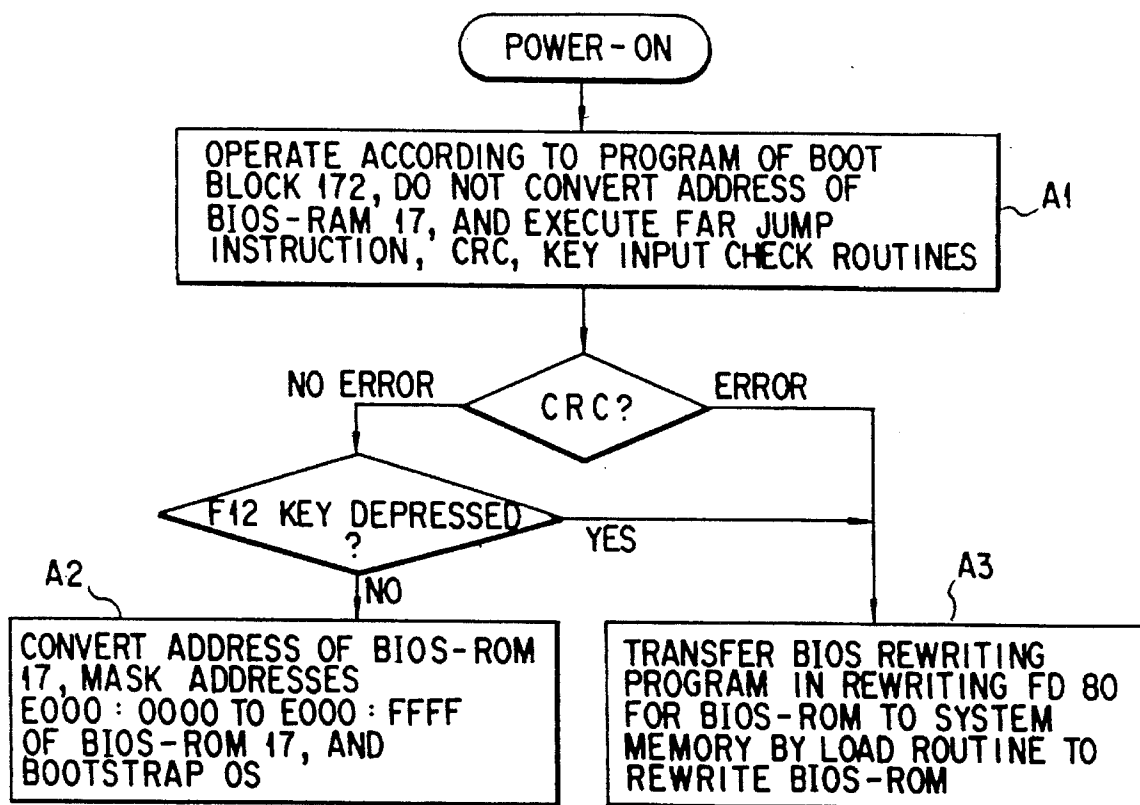 POWER-ON
OPERATE ACCORDING TO PROGRAM OF BOOT
BLOCK 172, DO NOT CONVERT ADDRESS OF
BIOS-RAM 17, AND EXECUTE FAR JUMP
INSTRUCTION, CRC, KEY INPUT CHECK ROUTINES
A1
NO ERROR
CRC?
ERROR
F12 KEY DEPRESSED
?
YES
NO
A2
CONVERT ADDRESS OF BIOS-ROM
17, MASK ADDRESSES
E000:0000 TO E000:FFFF
OF BIOS-ROM 17, AND
BOOTSTRAP OS
A3
TRANSFER BIOS REWRITING
PROGRAM IN REWRITING FD 80
FOR BIOS-ROM TO SYSTEM
MEMORY BY LOAD ROUTINE TO
REWRITE BIOS-ROM